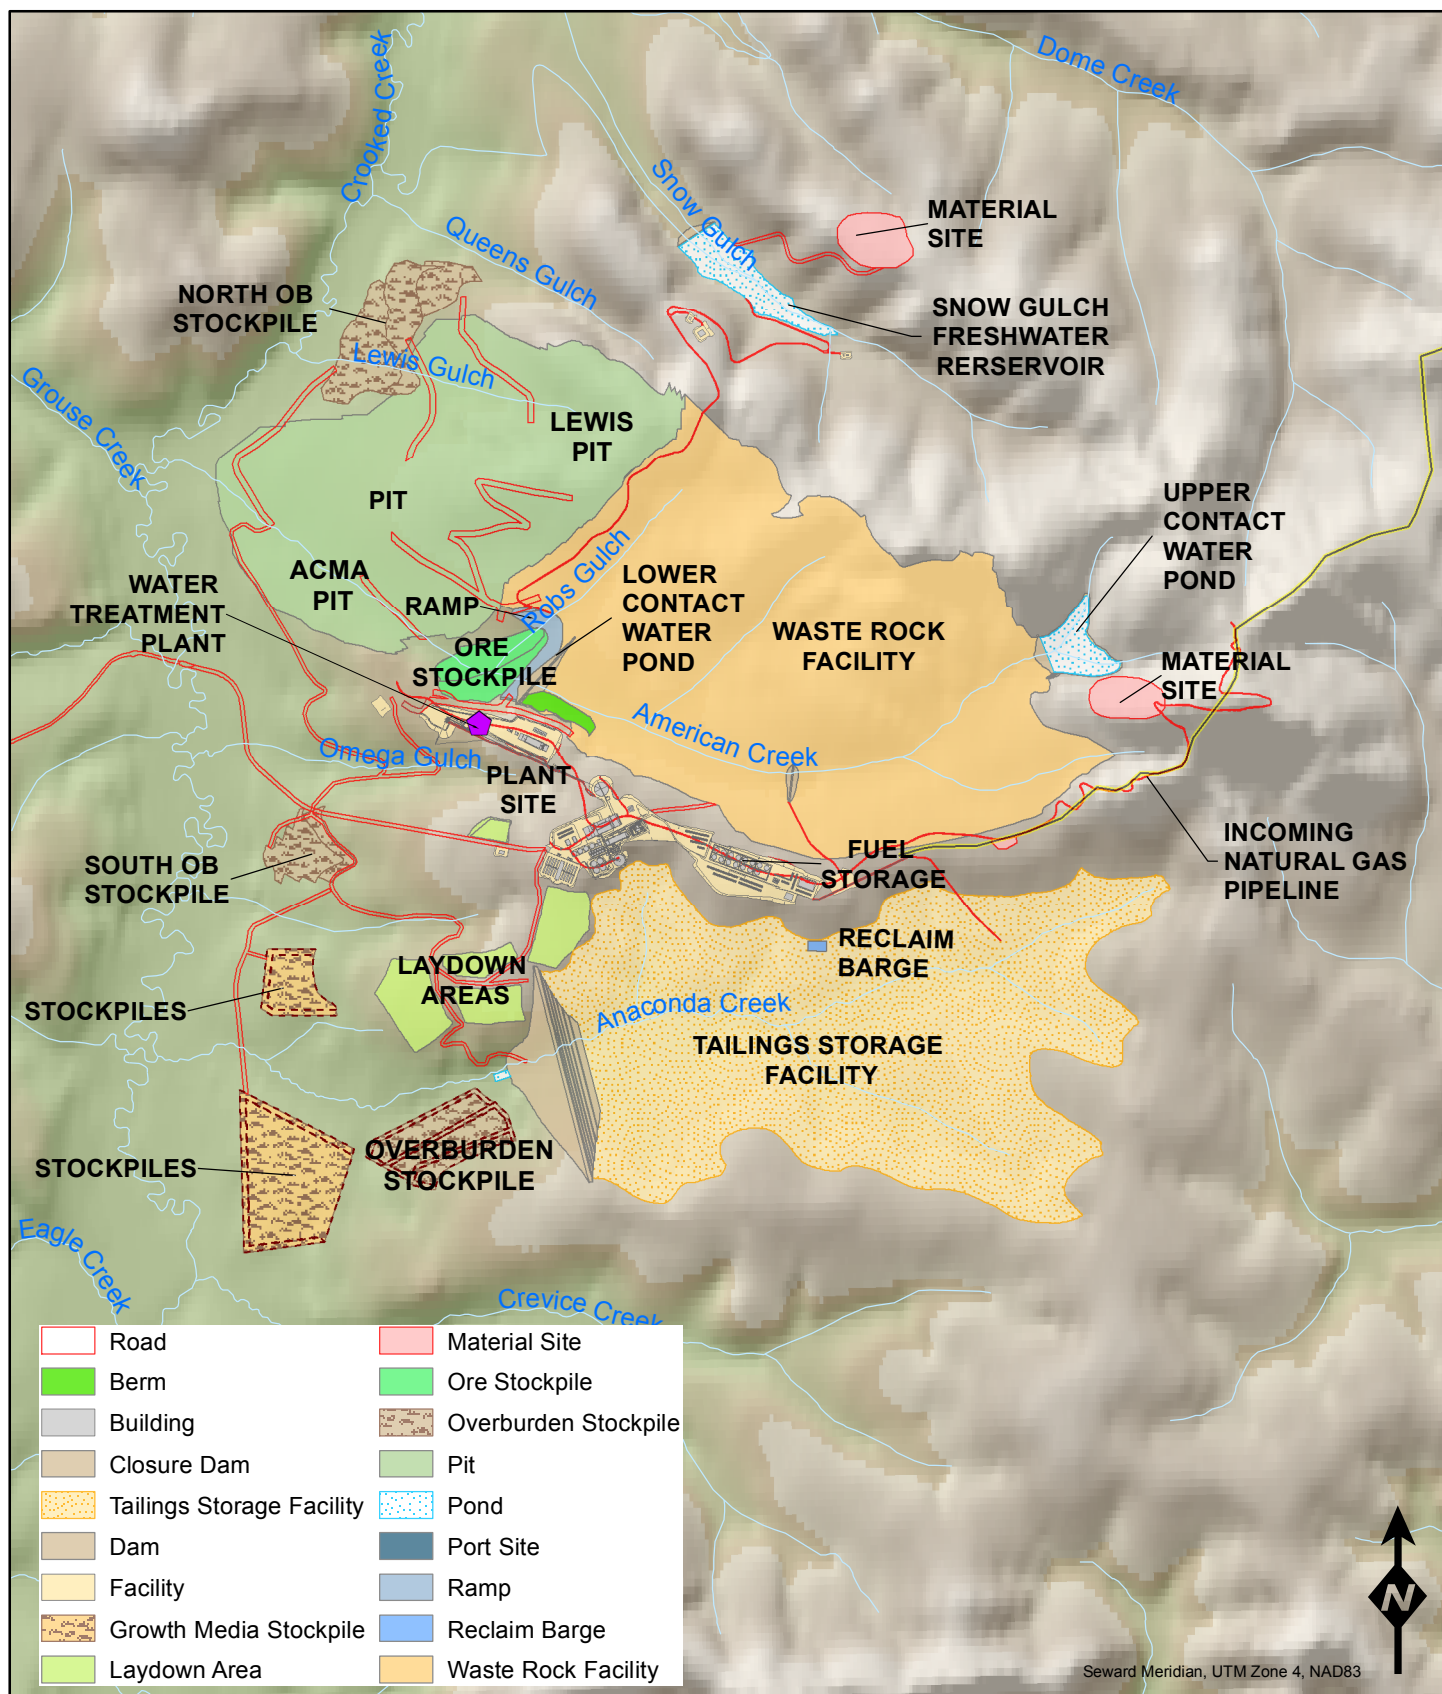 Dome Creek
Crooked Creek
Snow Gulch
MATERIAL
SITE
Queens Gulch
NORTH OB
STOCKPILE
SNOW GULCH
FRESHWATER
RERSERVOIR
Lewis Gulch
Grouse Creek
LEWIS
PIT
PIT
UPPER
CONTACT
WATER
POND
ACMA
PIT
WATER
TREATMENT
PLANT
RAMP
Robs Gulch
LOWER
CONTACT
WATER
POND
ORE
STOCKPILE
WASTE ROCK
FACILITY
MATERIAL
SITE
American Creek
Omega Gulch
PLANT
SITE
SOUTH OB
STOCKPILE
FUEL
STORAGE
INCOMING
NATURAL GAS
PIPELINE
RECLAIM
BARGE
LAYDOWN
AREAS
STOCKPILES
Anaconda Creek
TAILINGS STORAGE
FACILITY
STOCKPILES
OVERBURDEN
STOCKPILE
Eagle Creek
Crevice Creek
Road
Berm
Building
Closure Dam
Tailings Storage Facility
Dam
Facility
Growth Media Stockpile
Laydown Area
Material Site
Ore Stockpile
Overburden Stockpile
Pit
Pond
Port Site
Ramp
Reclaim Barge
Waste Rock Facility
N
Seward Meridian, UTM Zone 4, NAD83